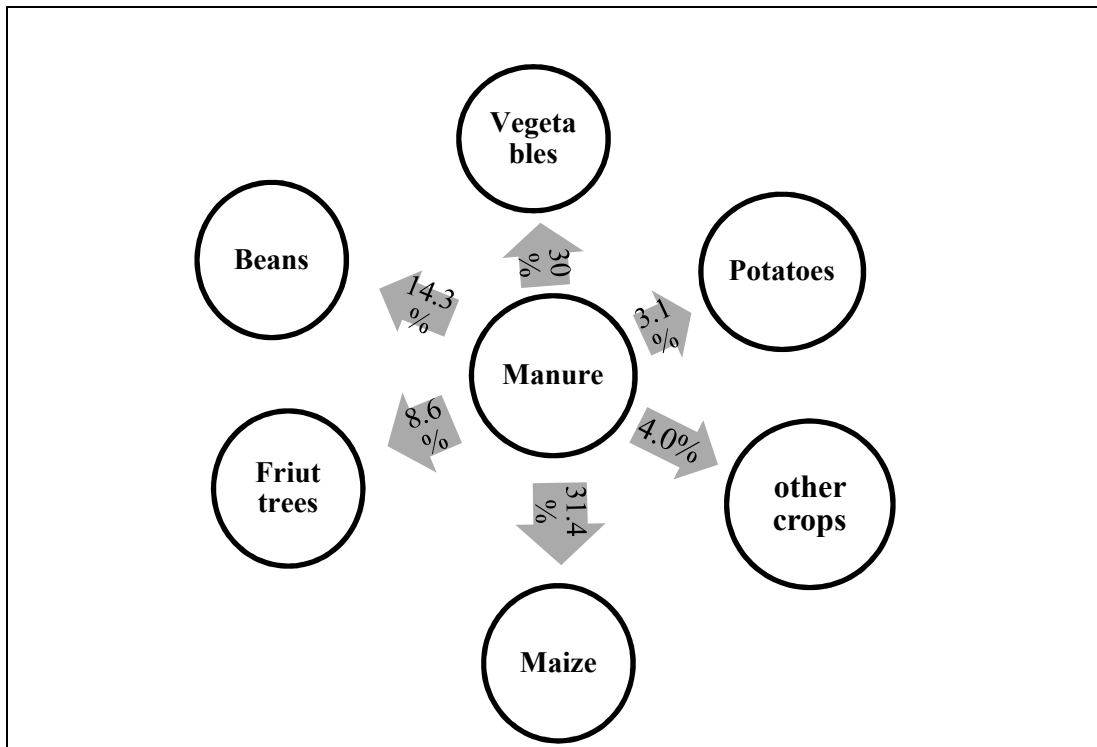 Vegeta
bles
Beans
Potatoes
30
%
14.3
%
3.1
%
Manure
8.6
%
4.0%
Friut
trees
other
crops
31.4
%
Maize